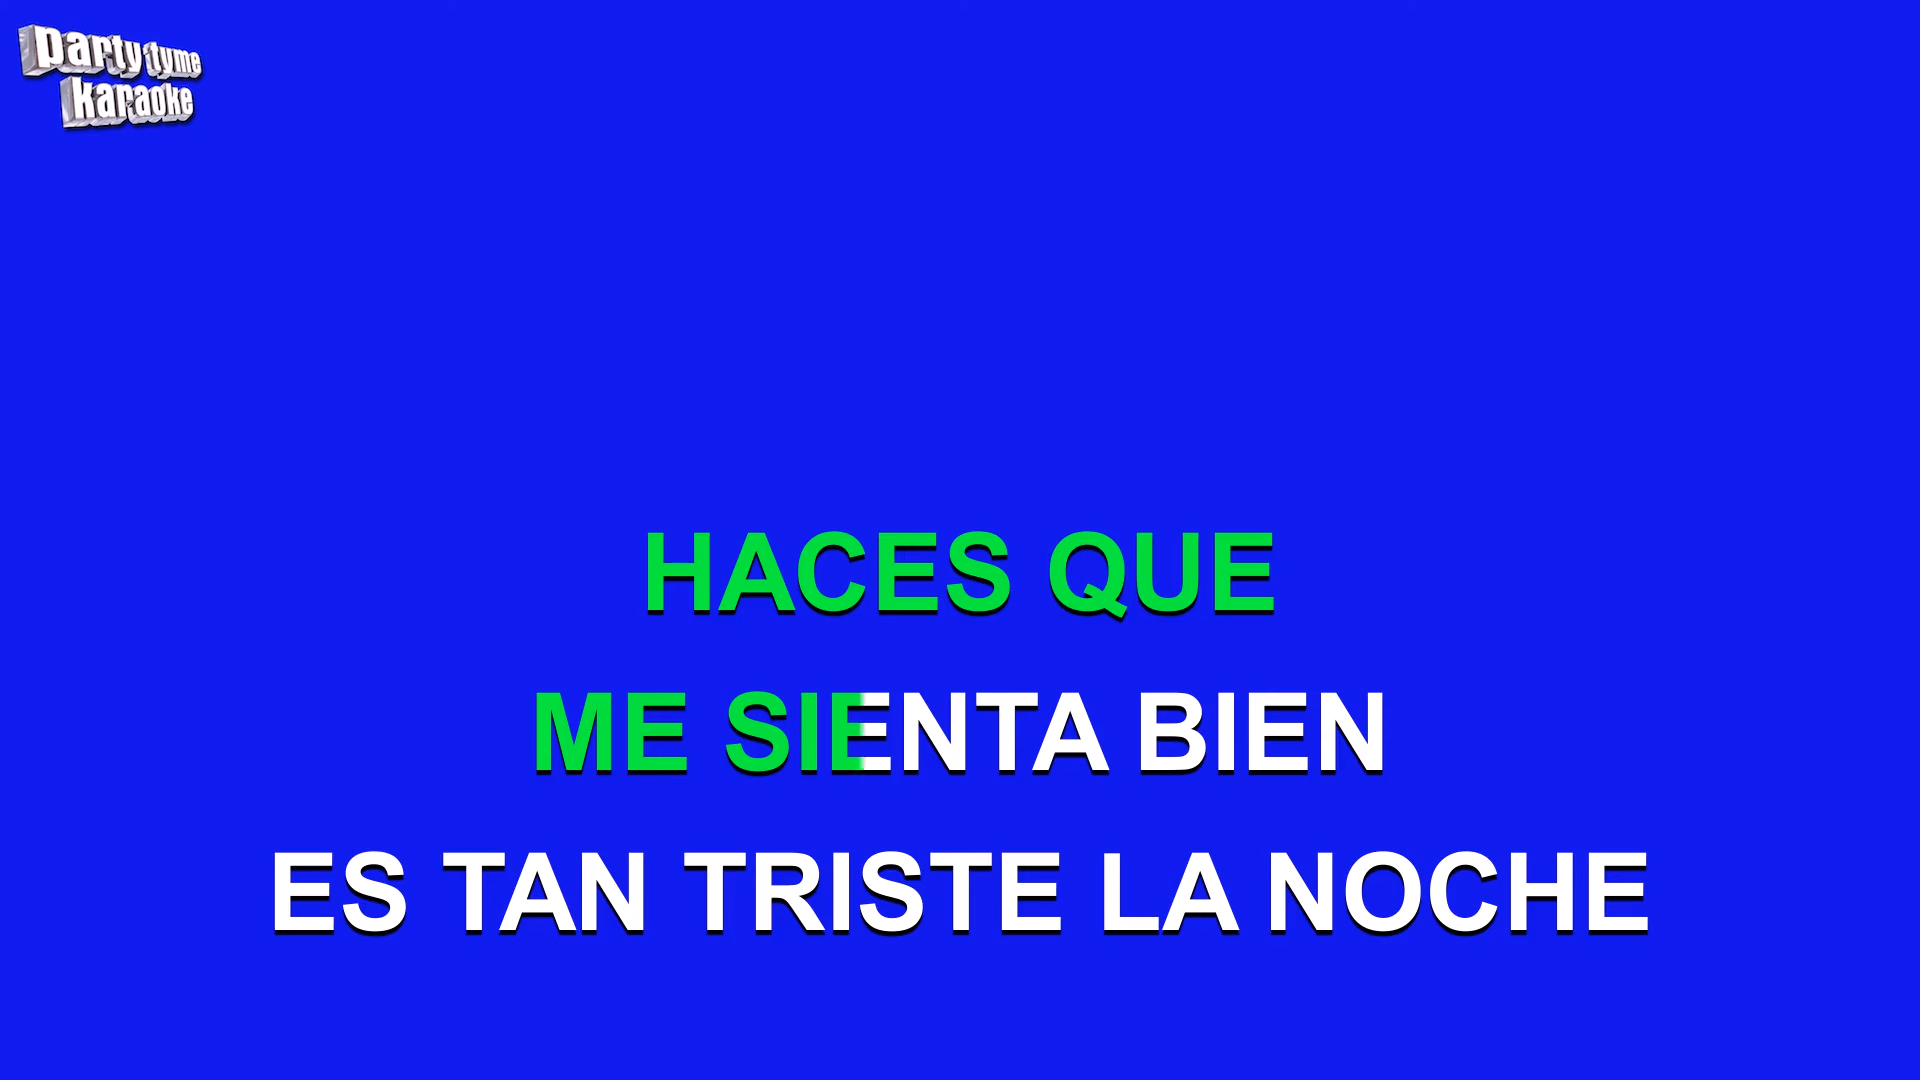 party tyme
karaoke
HACES QUE
ME SIENTA BIEN
ES TAN TRISTE LA NOCHE